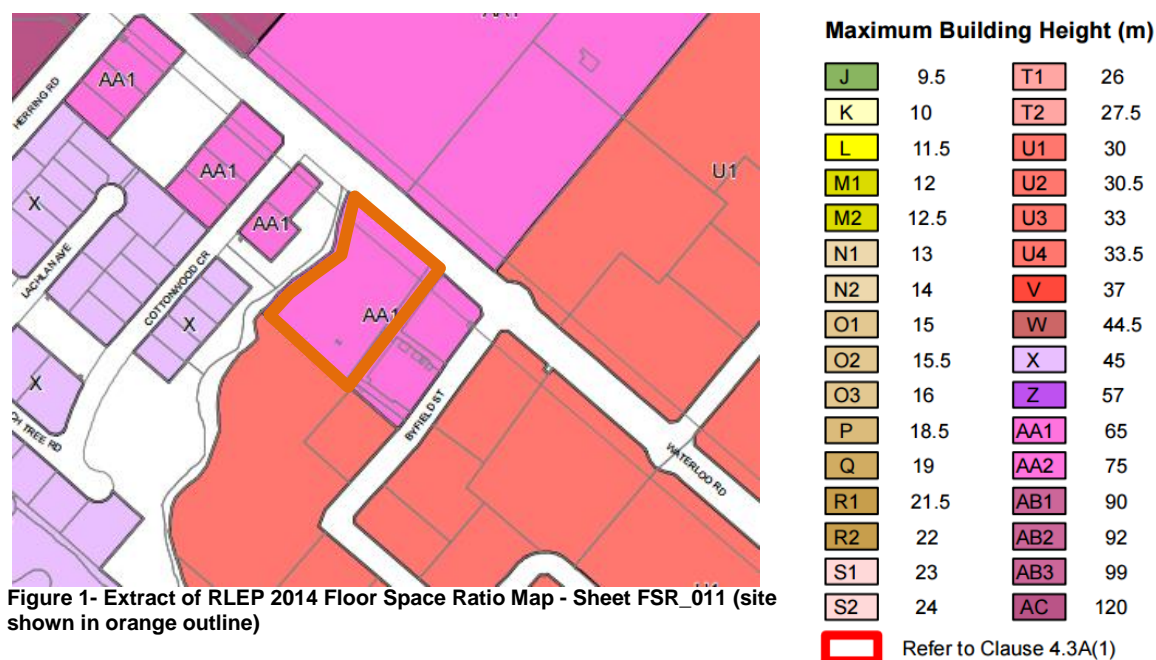 HERRING RD
AA1
AA1
AA1
U1
X
LACHLAN AVE
COTTONWOOD CR
X
AA1
X
CH TREE RD
BYFIELD ST
WATERLOO RD
Figure 1- Extract of RLEP 2014 Floor Space Ratio Map - Sheet FSR_011 (site
shown in orange outline)
Maximum Building Height (m)
J 9.5
K 10
L 11.5
M1 12
M2 12.5
N1 13
N2 14
O1 15
O2 15.5
O3 16
P 18.5
Q 19
R1 21.5
R2 22
S1 23
S2 24
T1 26
T2 27.5
U1 30
U2 30.5
U3 33
U4 33.5
V 37
W 44.5
X 45
Z 57
AA1 65
AA2 75
AB1 90
AB2 92
AB3 99
AC 120
Refer to Clause 4.3A(1)